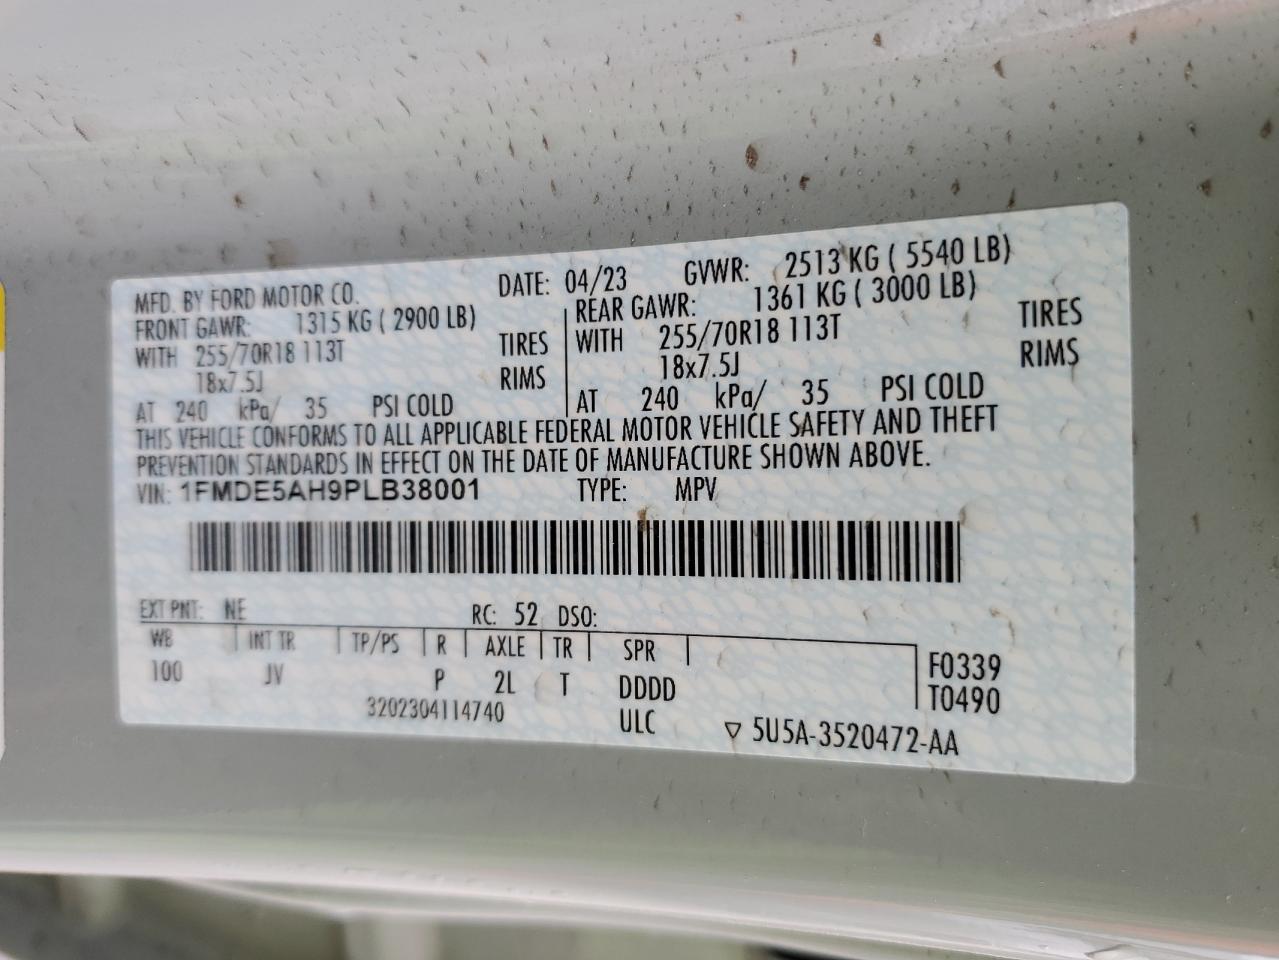 MFD. BY FORD MOTOR CO. DATE: 04/23 GVWR: 2513 KG ( 5540 LB)
FRONT GAWR: 1315 KG ( 2900 LB)
WITH 255/70R18 113T TIRES
18x7.5J RIMS
AT 240 kPa/ 35 PSI COLD
REAR GAWR: 1361 KG ( 3000 LB)
WITH 255/70R18 113T TIRES
18x7.5J RIMS
AT 240 kPa/ 35 PSI COLD
THIS VEHICLE CONFORMS TO ALL APPLICABLE FEDERAL MOTOR VEHICLE SAFETY AND THEFT
PREVENTION STANDARDS IN EFFECT ON THE DATE OF MANUFACTURE SHOWN ABOVE.
VIN: 1FMDE5AH9PLB38001 TYPE: MPV
EXT PNT: NE RC: 52 DSO:
WB INT TR TP/PS R AXLE TR SPR
100 JV P 2L T DDDD
F0339
T0490
3202304114740 ULC ▽ 5U5A-3520472-AA